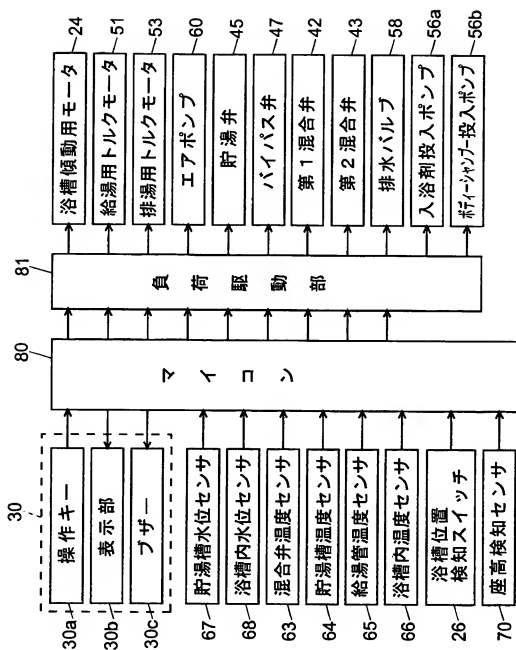 30
30a 操作キー
30b 表示部
30c ブザー
67 貯湯槽水位センサ
68 浴槽内水位センサ
63 混合弁温度センサ
64 貯湯槽温度センサ
65 給湯管温度センサ
66 浴槽内温度センサ
26 浴槽位置
検知スイッチ
70 座高検知センサ
80
マイコン
81
負荷駆動部
浴槽傾動用モータ 24
給湯用トルクモータ 51
排湯用トルクモータ 53
エアポンプ 60
貯湯弁 45
バイパス弁 47
第1混合弁 42
第2混合弁 43
排水バルブ 58
入浴剤投入ポンプ 56a
ボディーシャンプー投入ポンプ 56b